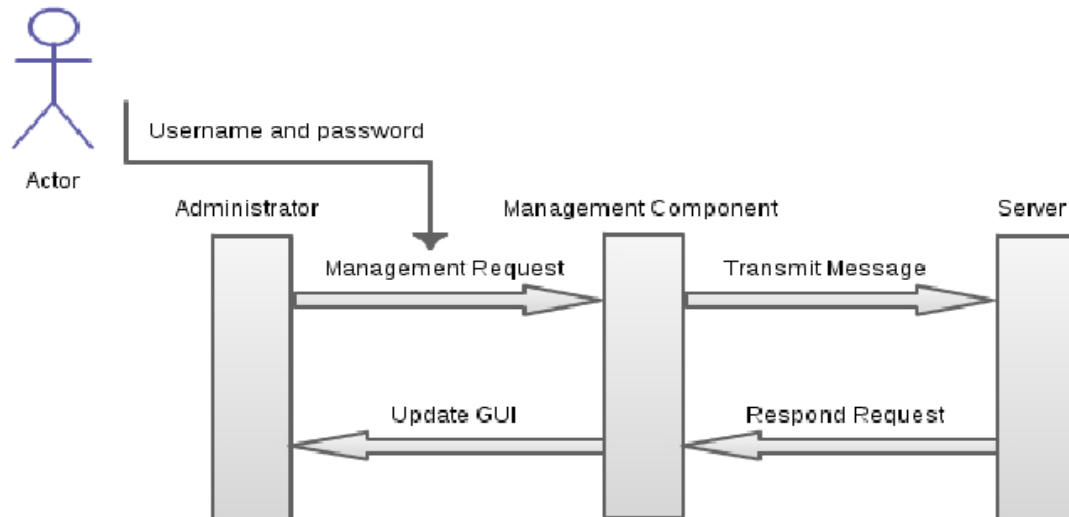 Username and password
Actor
Administrator
Management Component
Server
Management Request
Transmit Message
Update GUI
Respond Request